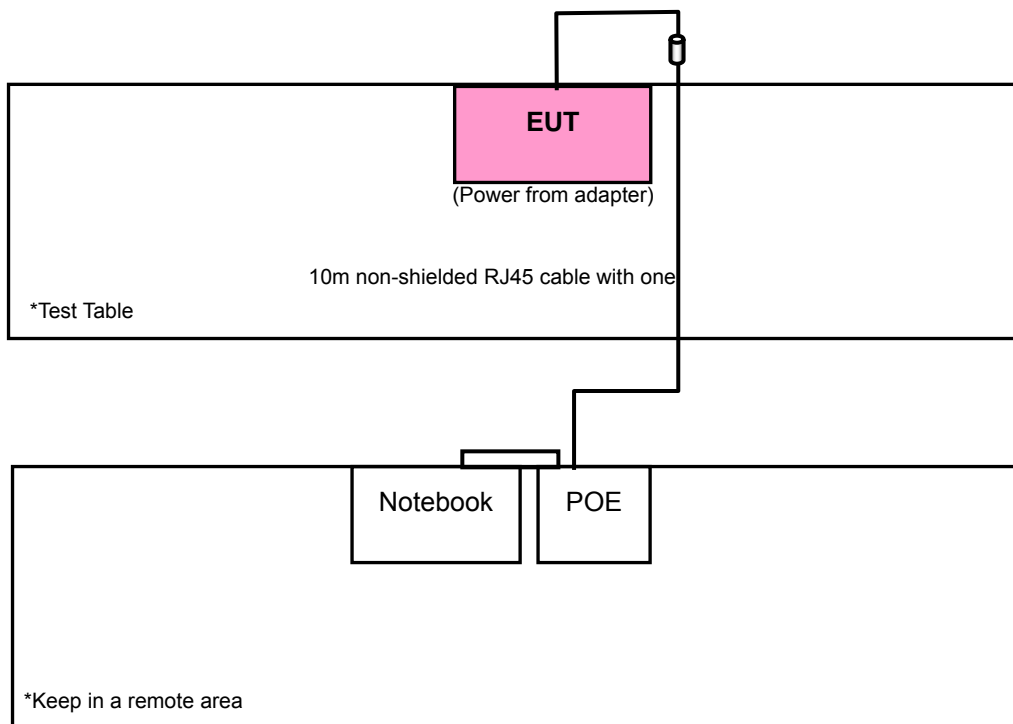 EUT
(Power from adapter)
10m non-shielded RJ45 cable with one
*Test Table
Notebook
POE
*Keep in a remote area